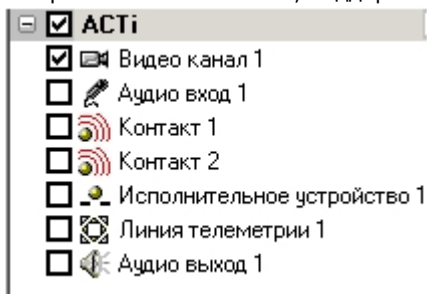 ACTi
Видео канал 1
Аудио вход 1
Контакт 1
Контакт 2
Исполнительное устройство 1
Линия телеметрии 1
Аудио выход 1